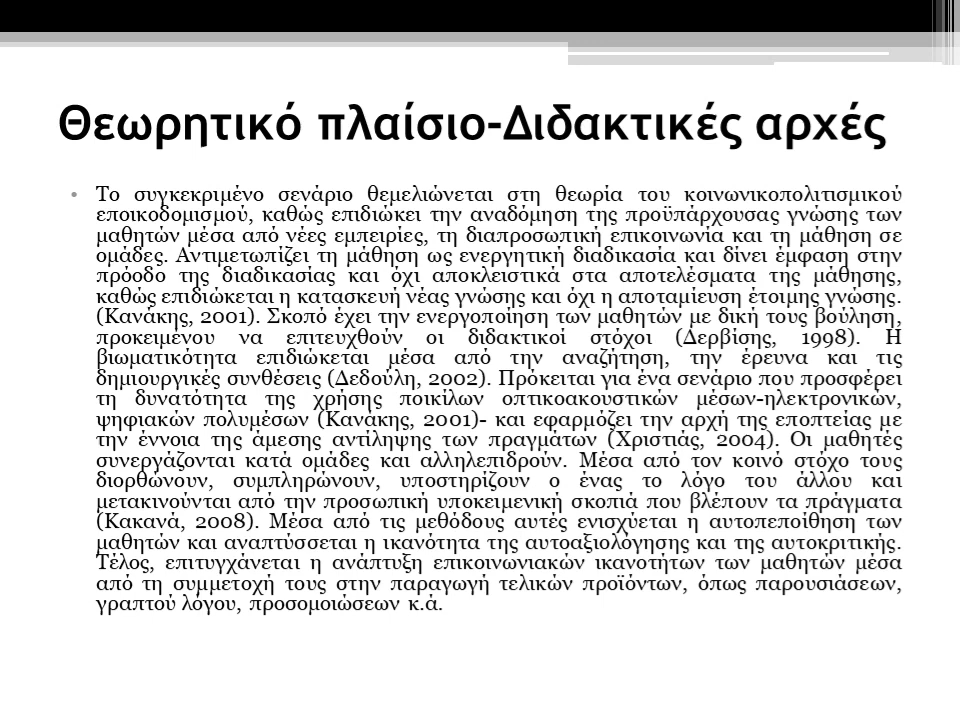 Θεωρητικό πλαίσιο-Διδακτικές αρχές
• Το συγκεκριμένο σενάριο θεμελιώνεται στη θεωρία του κοινωνικοπολιτισμικού
εποικοδομισμού, καθώς επιδιώκει την αναδόμηση της προϋπάρχουσας γνώσης των
μαθητών μέσα από νέες εμπειρίες, τη διαπροσωπική επικοινωνία και τη μάθηση σε
ομάδες. Αντιμετωπίζει τη μάθηση ως ενεργητική διαδικασία και δίνει έμφαση στην
πρόοδο της διαδικασίας και όχι αποκλειστικά στα αποτελέσματα της μάθησης,
καθώς επιδιώκεται η κατασκευή νέας γνώσης και όχι η αποταμίευση έτοιμης γνώσης.
(Κανάκης, 2001). Σκοπό έχει την ενεργοποίηση των μαθητών με δική τους βούληση,
προκειμένου να επιτευχθούν οι διδακτικοί στόχοι (Δερβίσης, 1998). Η
βιωματικότητα επιδιώκεται μέσα από την αναζήτηση, την έρευνα και τις
δημιουργικές συνθέσεις (Δεδούλη, 2002). Πρόκειται για ένα σενάριο που προσφέρει
τη δυνατότητα της χρήσης ποικίλων οπτικοακουστικών μέσων-ηλεκτρονικών,
ψηφιακών πολυμέσων (Κανάκης, 2001)- και εφαρμόζει την αρχή της εποπτείας με
την έννοια της άμεσης αντίληψης των πραγμάτων (Χριστιάς, 2004). Οι μαθητές
συνεργάζονται κατά ομάδες και αλληλεπιδρούν. Μέσα από τον κοινό στόχο τους
διορθώνουν, συμπληρώνουν, υποστηρίζουν ο ένας το λόγο του άλλου και
μετακινούνται από την προσωπική υποκειμενική σκοπιά που βλέπουν τα πράγματα
(Κακανά, 2008). Μέσα από τις μεθόδους αυτές ενισχύεται η αυτοπεποίθηση των
μαθητών και αναπτύσσεται η ικανότητα της αυτοαξιολόγησης και της αυτοκριτικής.
Τέλος, επιτυγχάνεται η ανάπτυξη επικοινωνιακών ικανοτήτων των μαθητών μέσα
από τη συμμετοχή τους στην παραγωγή τελικών προϊόντων, όπως παρουσιάσεων,
γραπτού λόγου, προσομοιώσεων κ.ά.